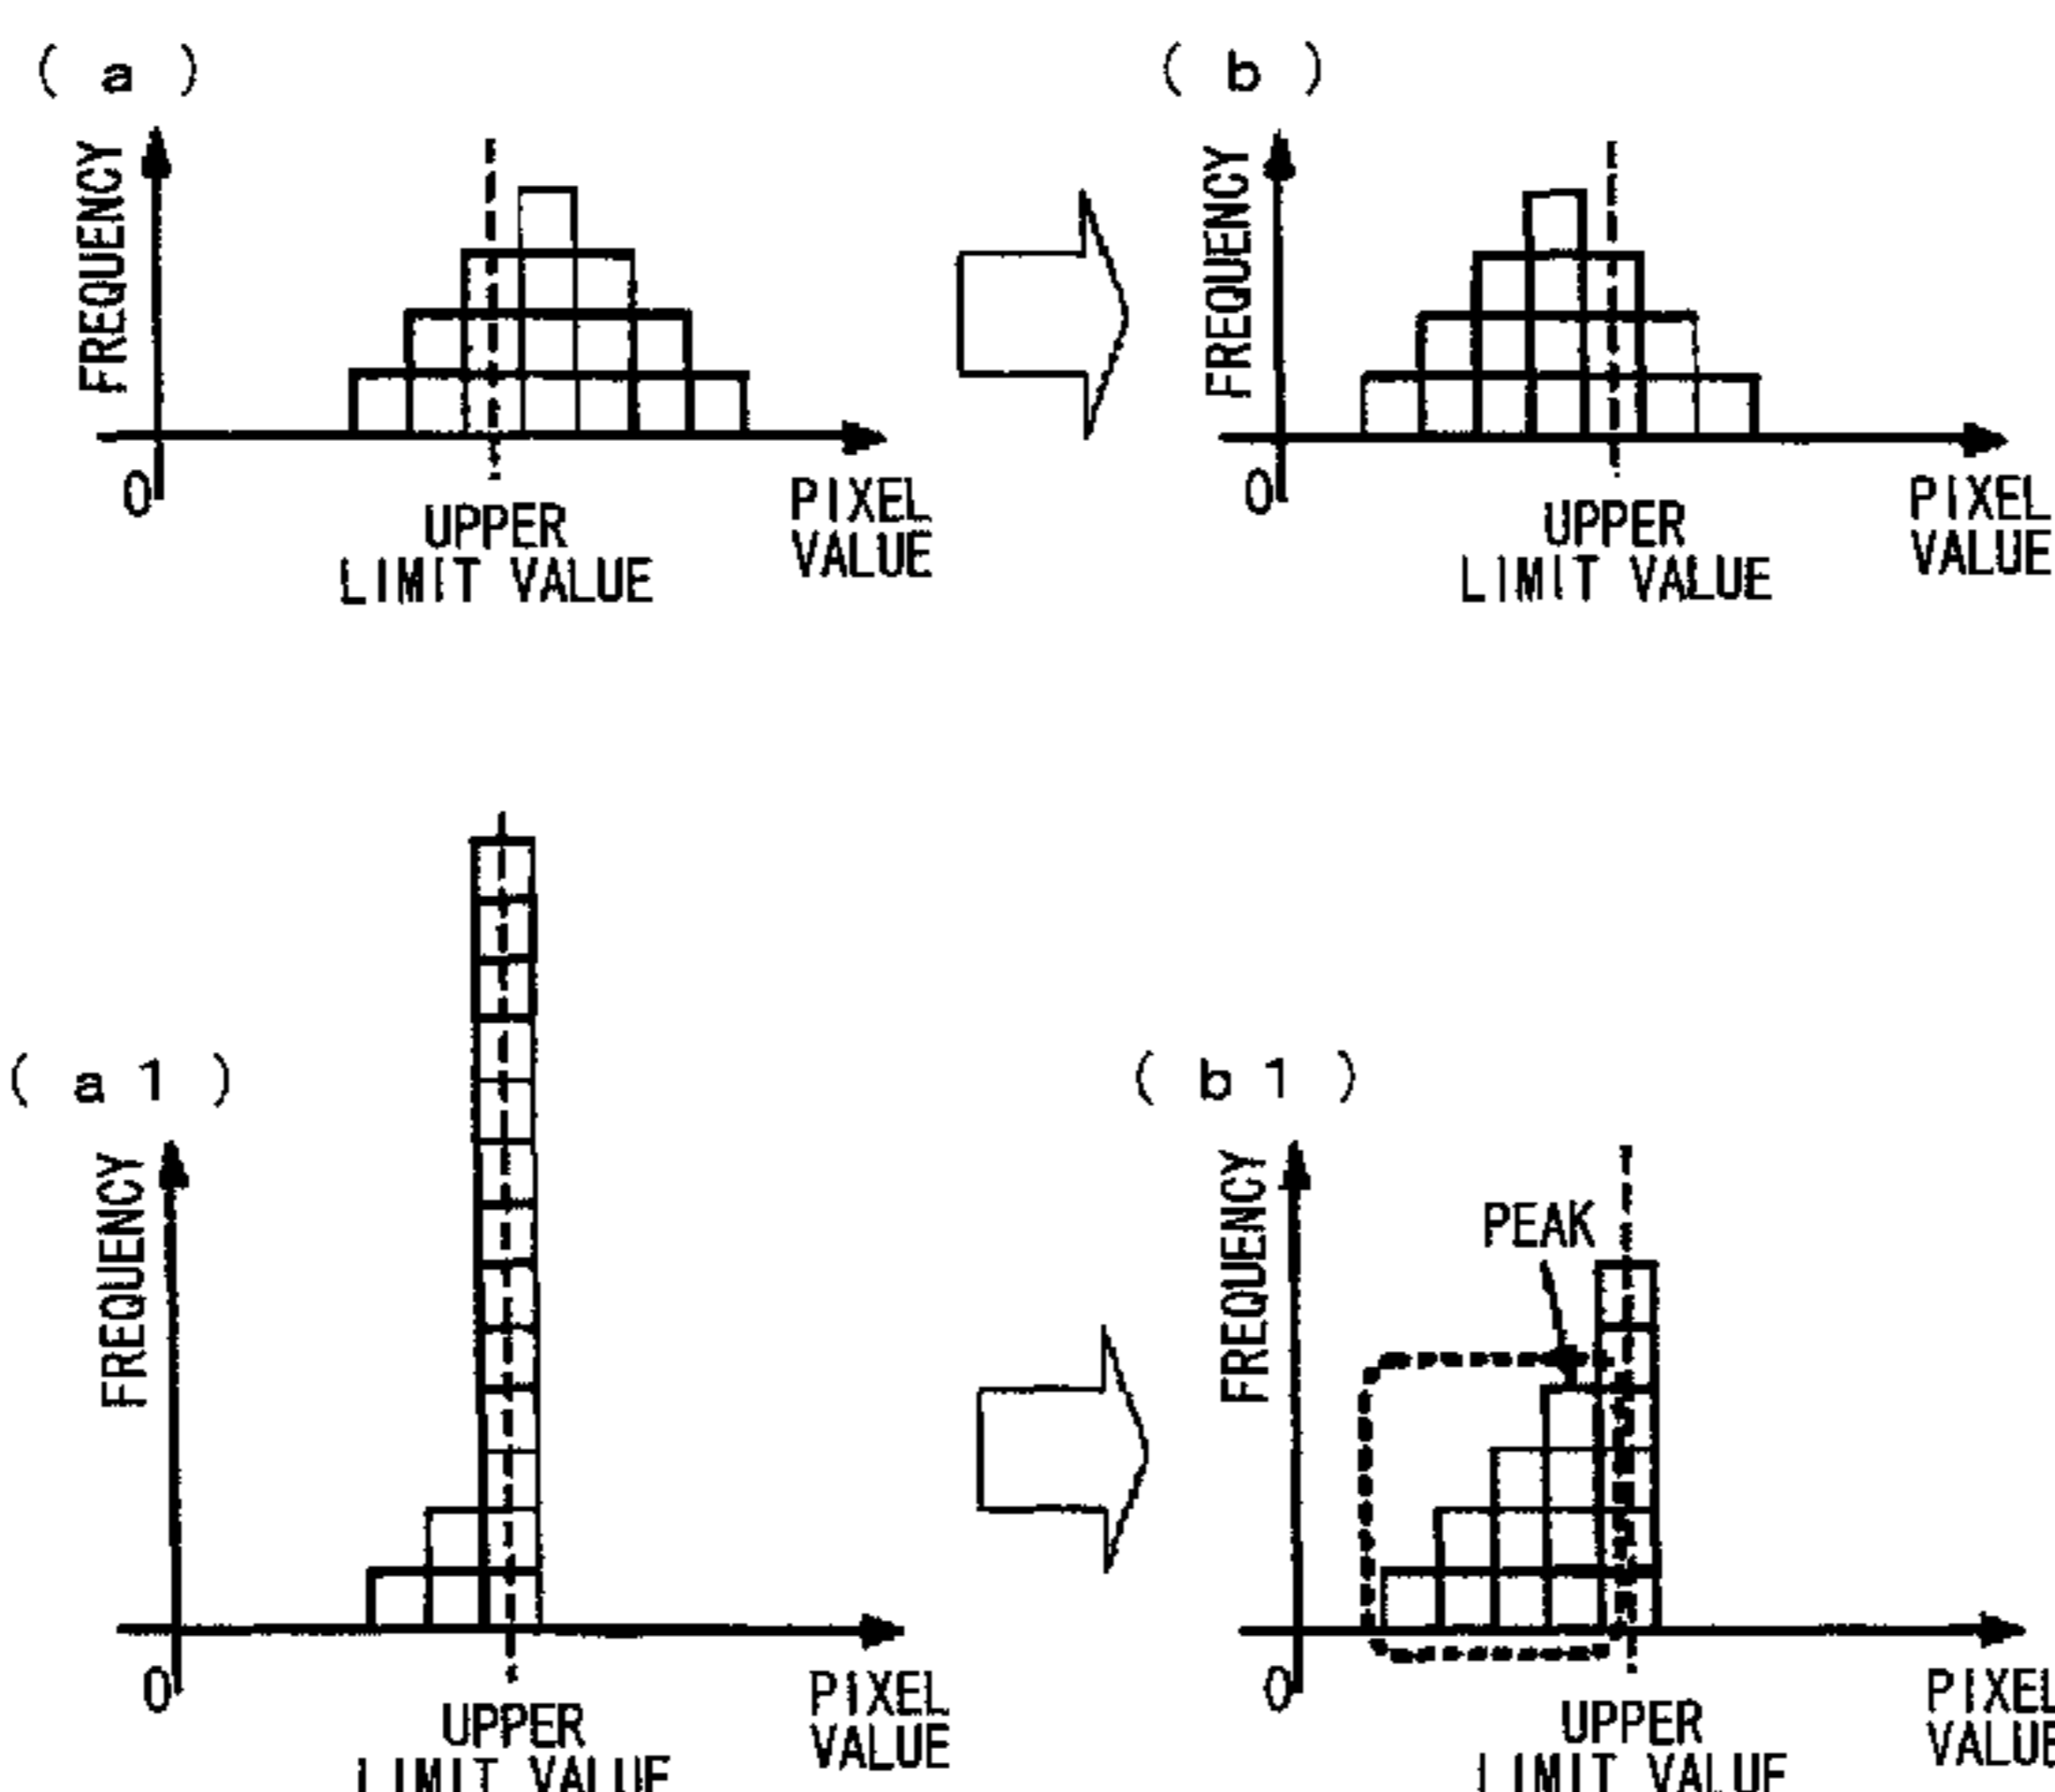 ( a )
FREQUENCY
0
UPPER
LIMIT VALUE
PIXEL
VALUE
( b )
FREQUENCY
0
UPPER
LIMIT VALUE
PIXEL
VALUE
( a 1 )
FREQUENCY
0
UPPER
LIMIT VALUE
PIXEL
VALUE
( b 1 )
FREQUENCY
PEAK
0
UPPER
LIMIT VALUE
PIXEL
VALUE